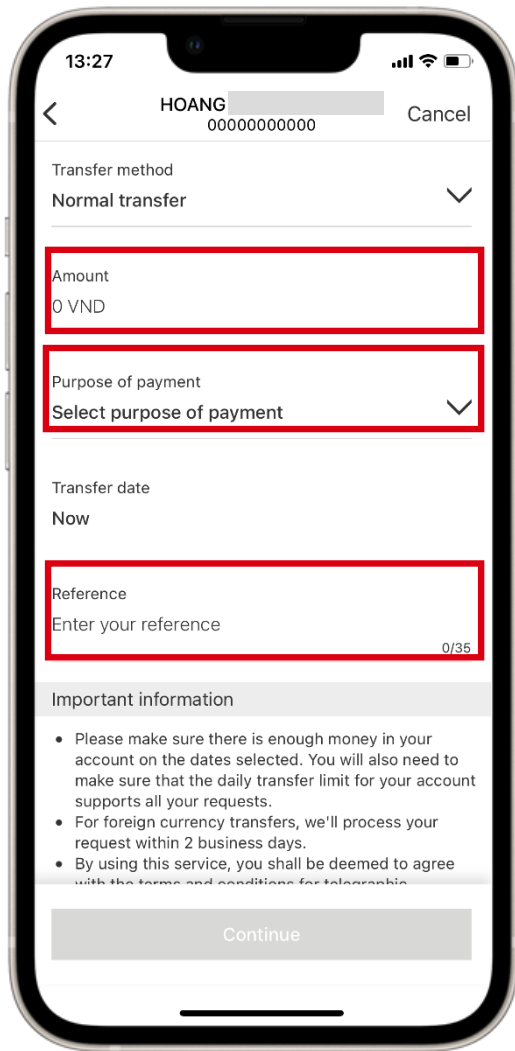 13:27
HOANG
00000000000
Cancel
Transfer method
Normal transfer
Amount
0 VND
Purpose of payment
Select purpose of payment
Transfer date
Now
Reference
Enter your reference
0/35
Important information
• Please make sure there is enough money in your
account on the dates selected. You will also need to
make sure that the daily transfer limit for your account
supports all your requests.
• For foreign currency transfers, we'll process your
request within 2 business days.
• By using this service, you shall be deemed to agree
with the terms and conditions for telegraphic
Continue